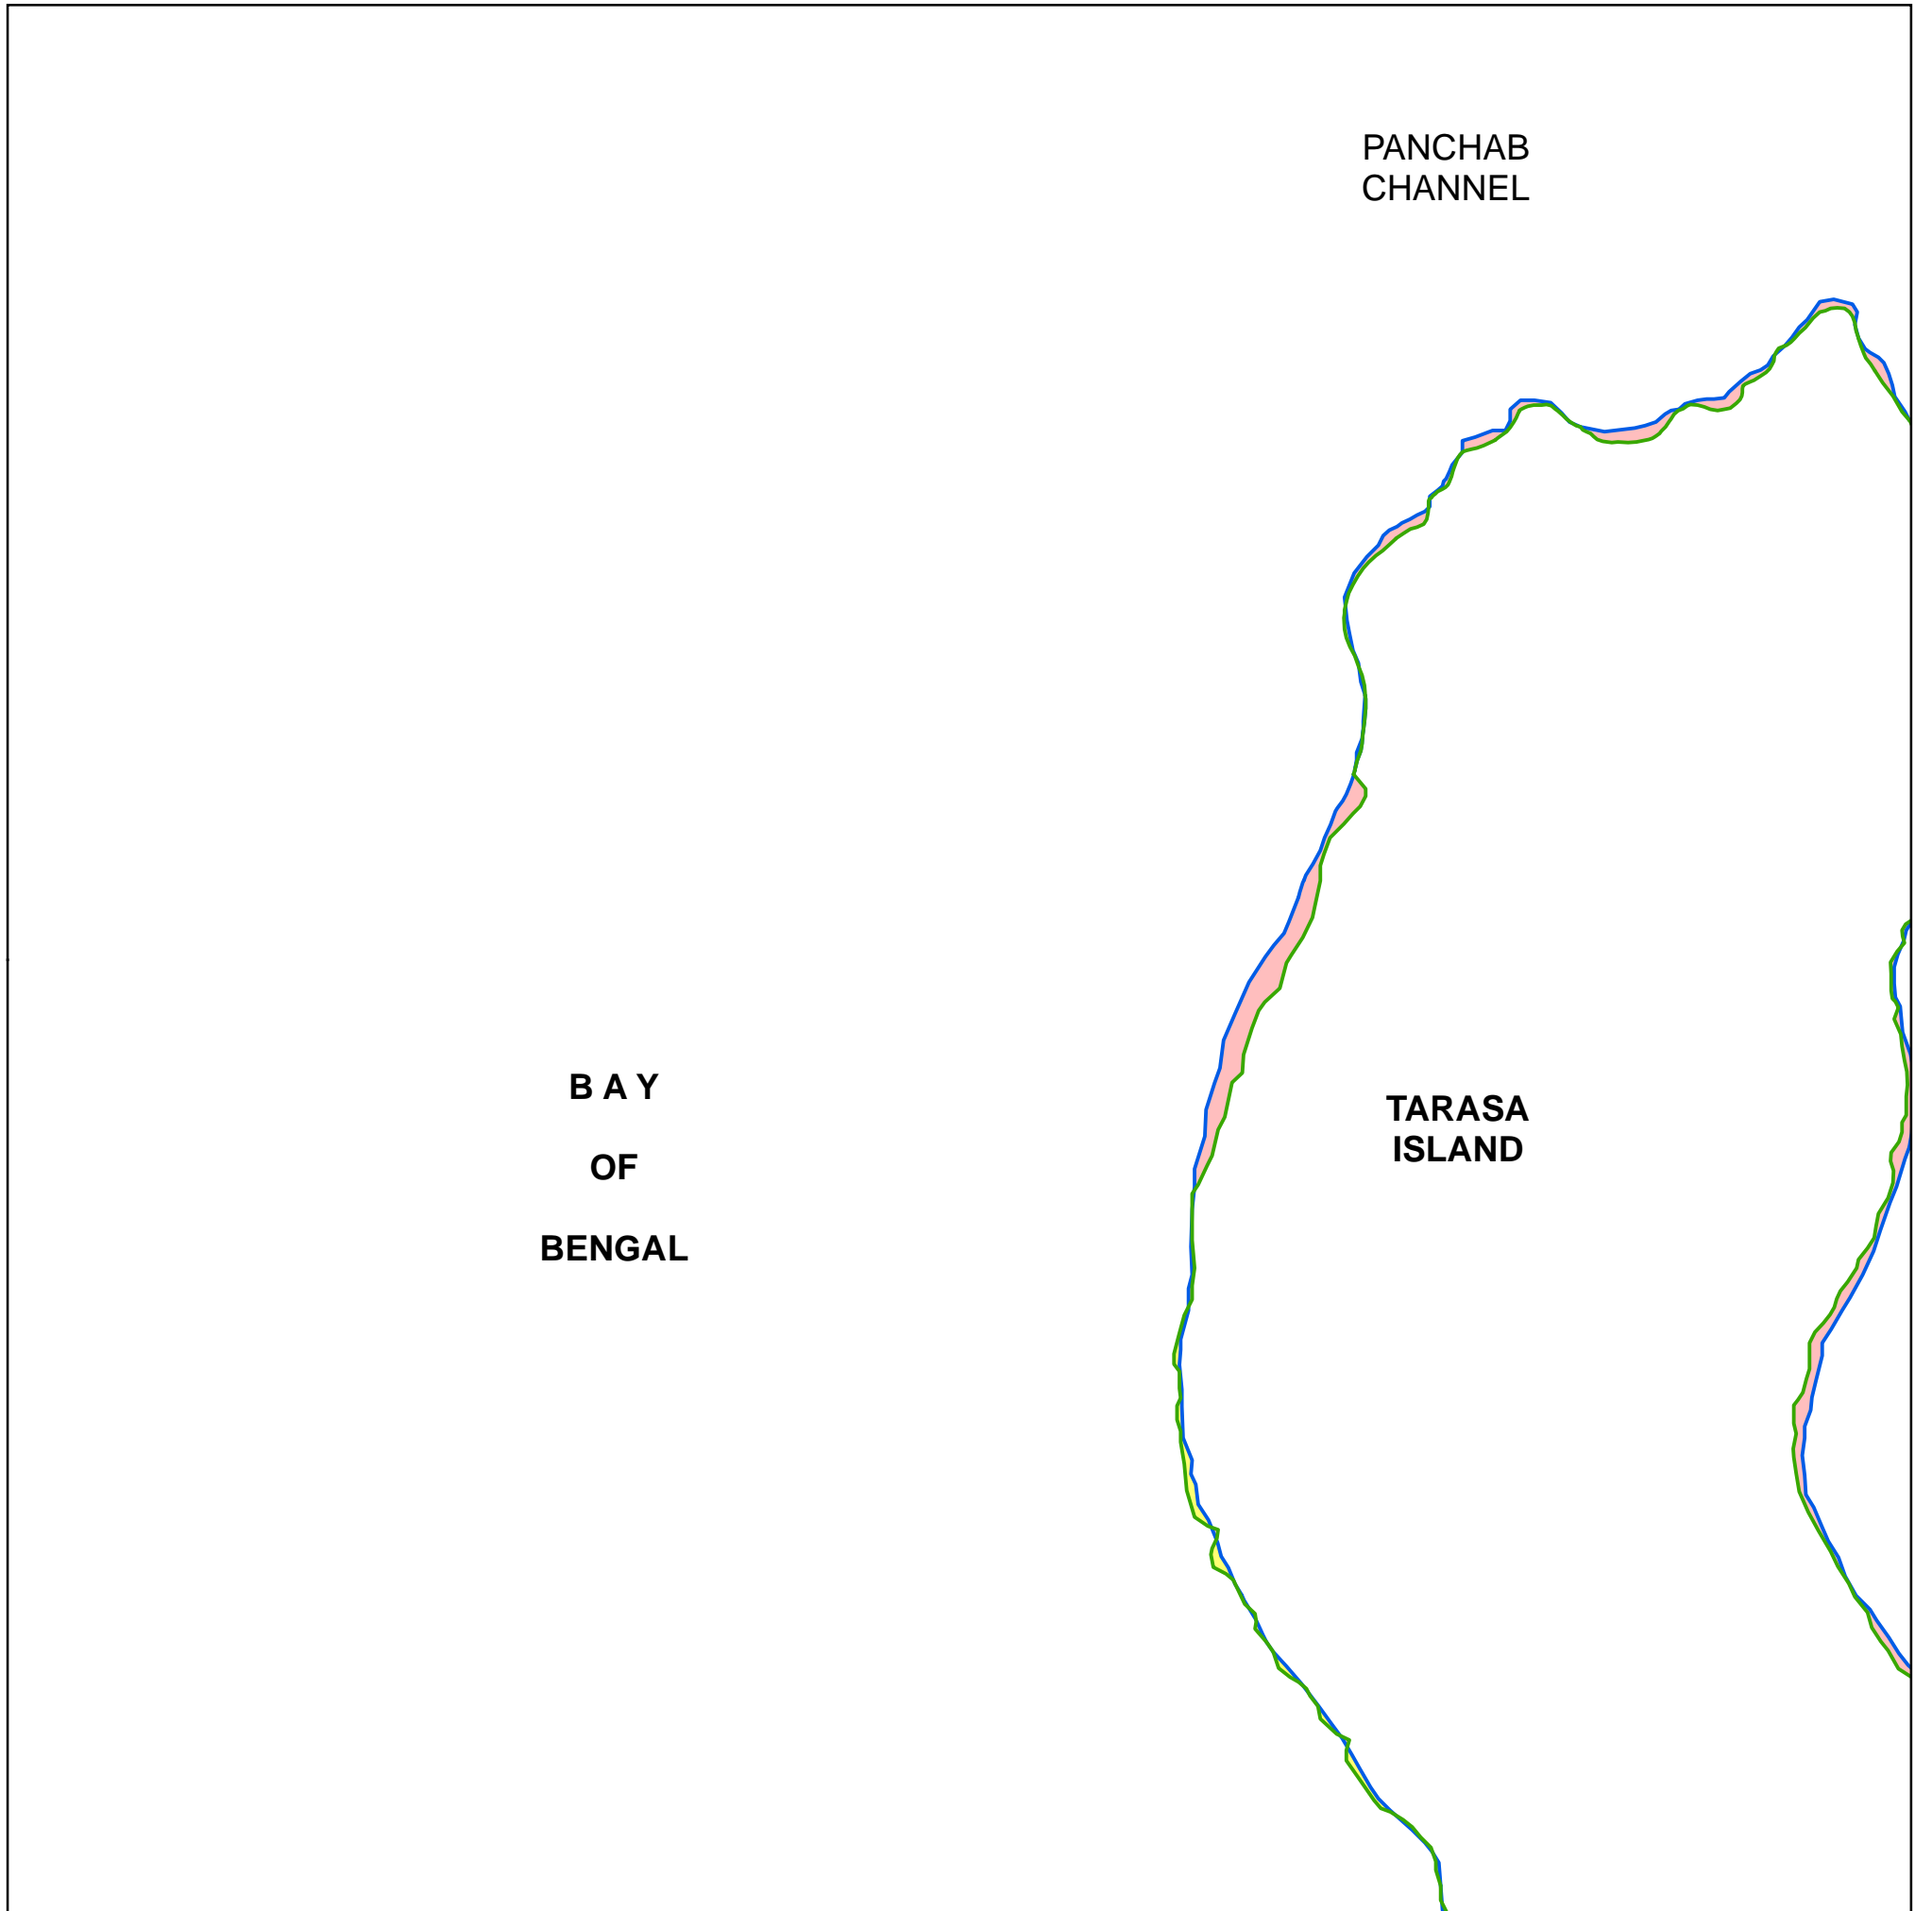 PANCHAB
CHANNEL
B A Y
OF
BENGAL
TARASA
ISLAND